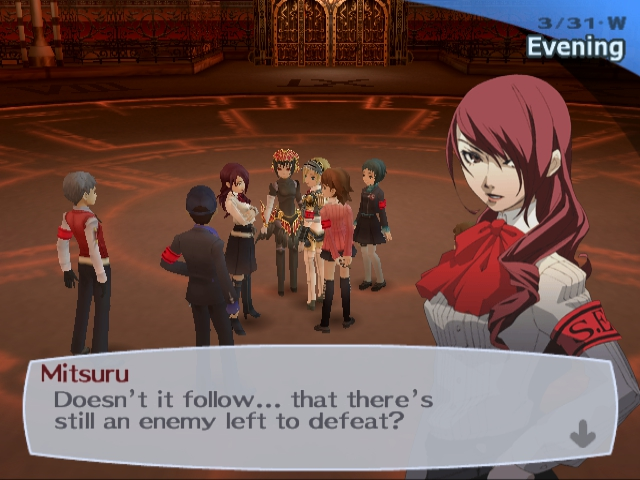 3/31·W
Evening
S.E
Mitsuru
Doesn't it follow... that there's
still an enemy left to defeat?